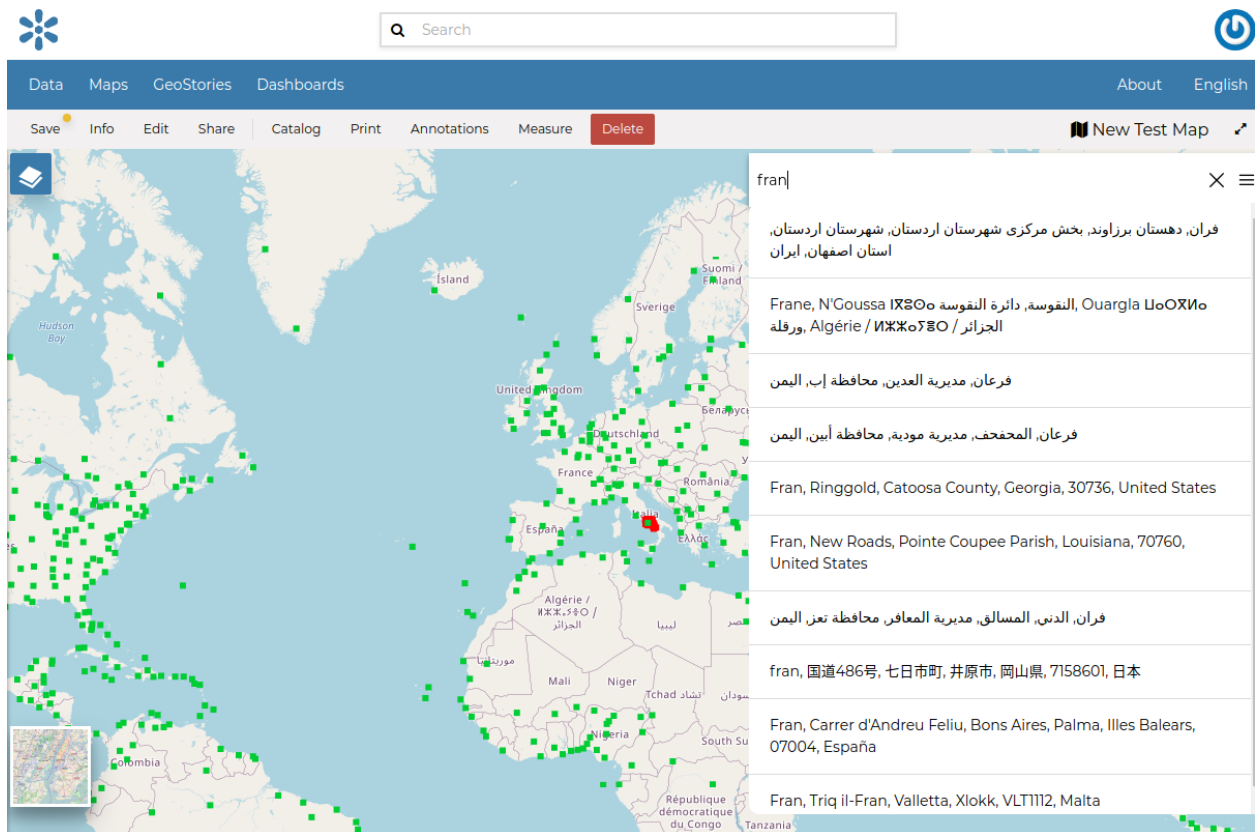 Search
Data Maps GeoStories Dashboards About English
Save Info Edit Share Catalog Print Annotations Measure Delete New Test Map
fran
فران, دهستان برزاوند, بخش مرکزی شهرستان اردستان, شهرستان اردستان,
استان اصفهان, ایران
Frane, N'Goussa ⵏⴳⵓⵙⴰ النقوسة, دائرة النقوسة, Ouargla ⵡⴰⵔⴳⵍⴰ
ورقلة, Algérie / ⵍⵣⵣⴰⵢⴻⵔ / الجزائر
فرعان, مديرية العدين, محافظة إب, اليمن
فرعان, المحفحف, مديرية مودية, محافظة أبين, اليمن
Fran, Ringgold, Catoosa County, Georgia, 30736, United States
Fran, New Roads, Pointe Coupee Parish, Louisiana, 70760,
United States
فران, الدني, المسالق, مديرية المعافر, محافظة تعز, اليمن
fran, 国道486号, 七日市町, 井原市, 岡山県, 7158601, 日本
Fran, Carrer d'Andreu Feliu, Bons Aires, Palma, Illes Balears,
07004, España
Fran, Triq il-Fran, Valletta, Xlokk, VLT1112, Malta
Hudson
Bay
Ísland
Suomi /
Finland
Sverige
United Kingdom
Беларусь
Deutschland
France
România
Italia
España
Ελλάς
Algérie /
الجزائر
ليبيا
موريتانيا
Mali
Niger
Tchad تشاد
Nigeria
South Su
Colombia
République
démocratique
du Congo
Tanzania